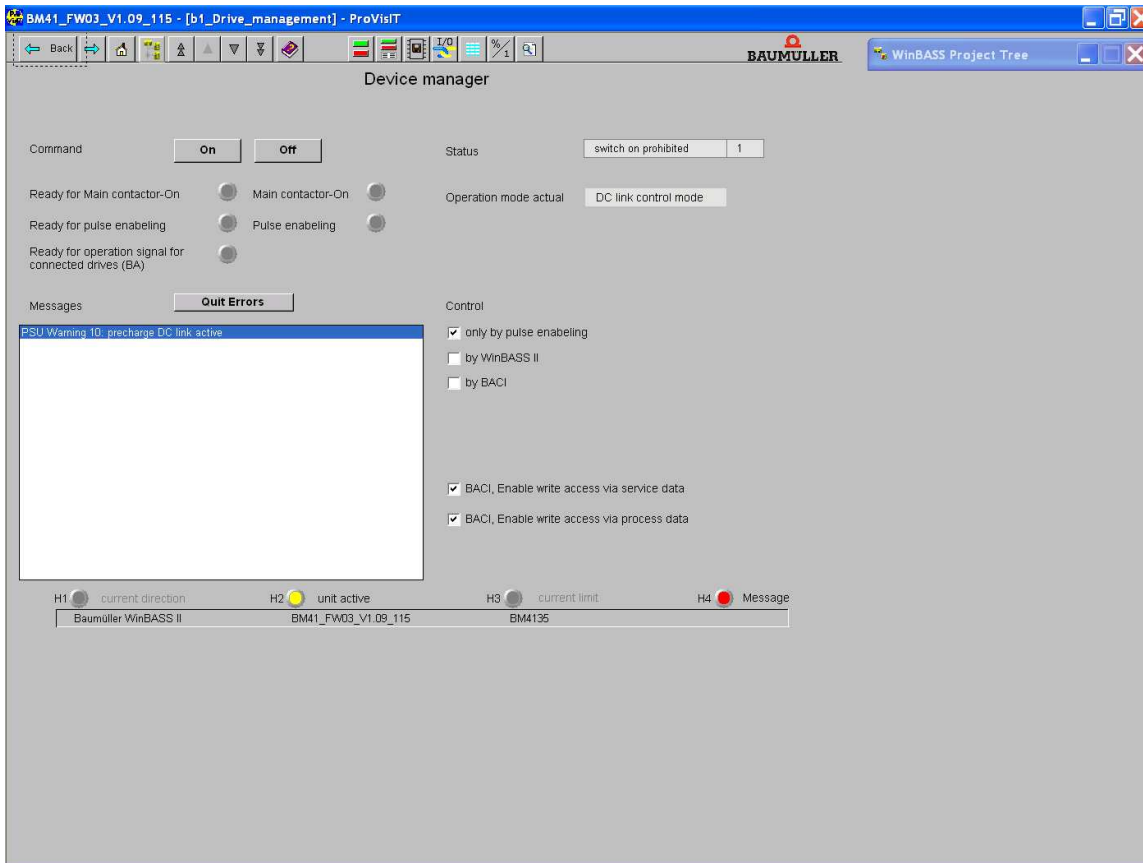 BM41_FW03_V1.09_115 - [b1_Drive_management] - ProVisIT
Back I/O %/1 BAUMÜLLER WinBASS Project Tree
Device manager
Command On Off Status switch on prohibited 1
Ready for Main contactor-On Main contactor-On Operation mode actual DC link control mode
Ready for pulse enabeling Pulse enabeling
Ready for operation signal for
connected drives (BA)
Messages Quit Errors Control
PSU Warning 10: precharge DC link active
only by pulse enabeling
by WinBASS II
by BACI
BACI, Enable write access via service data
BACI, Enable write access via process data
H1 current direction H2 unit active H3 current limit H4 Message
Baumüller WinBASS II BM41_FW03_V1.09_115 BM4135